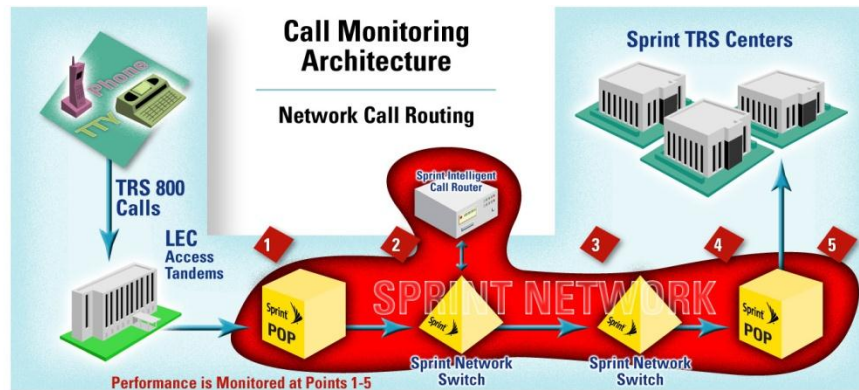 Call Monitoring
Architecture
Network Call Routing
Sprint TRS Centers
Phone
TTY
TRS 800
Calls
LEC
Access
Tandems
Sprint Intelligent
Call Router
1
2
3
4
5
SPRINT NETWORK
Sprint
POP
Sprint
Sprint
Sprint
POP
Sprint Network
Switch
Sprint Network
Switch
Performance is Monitored at Points 1-5